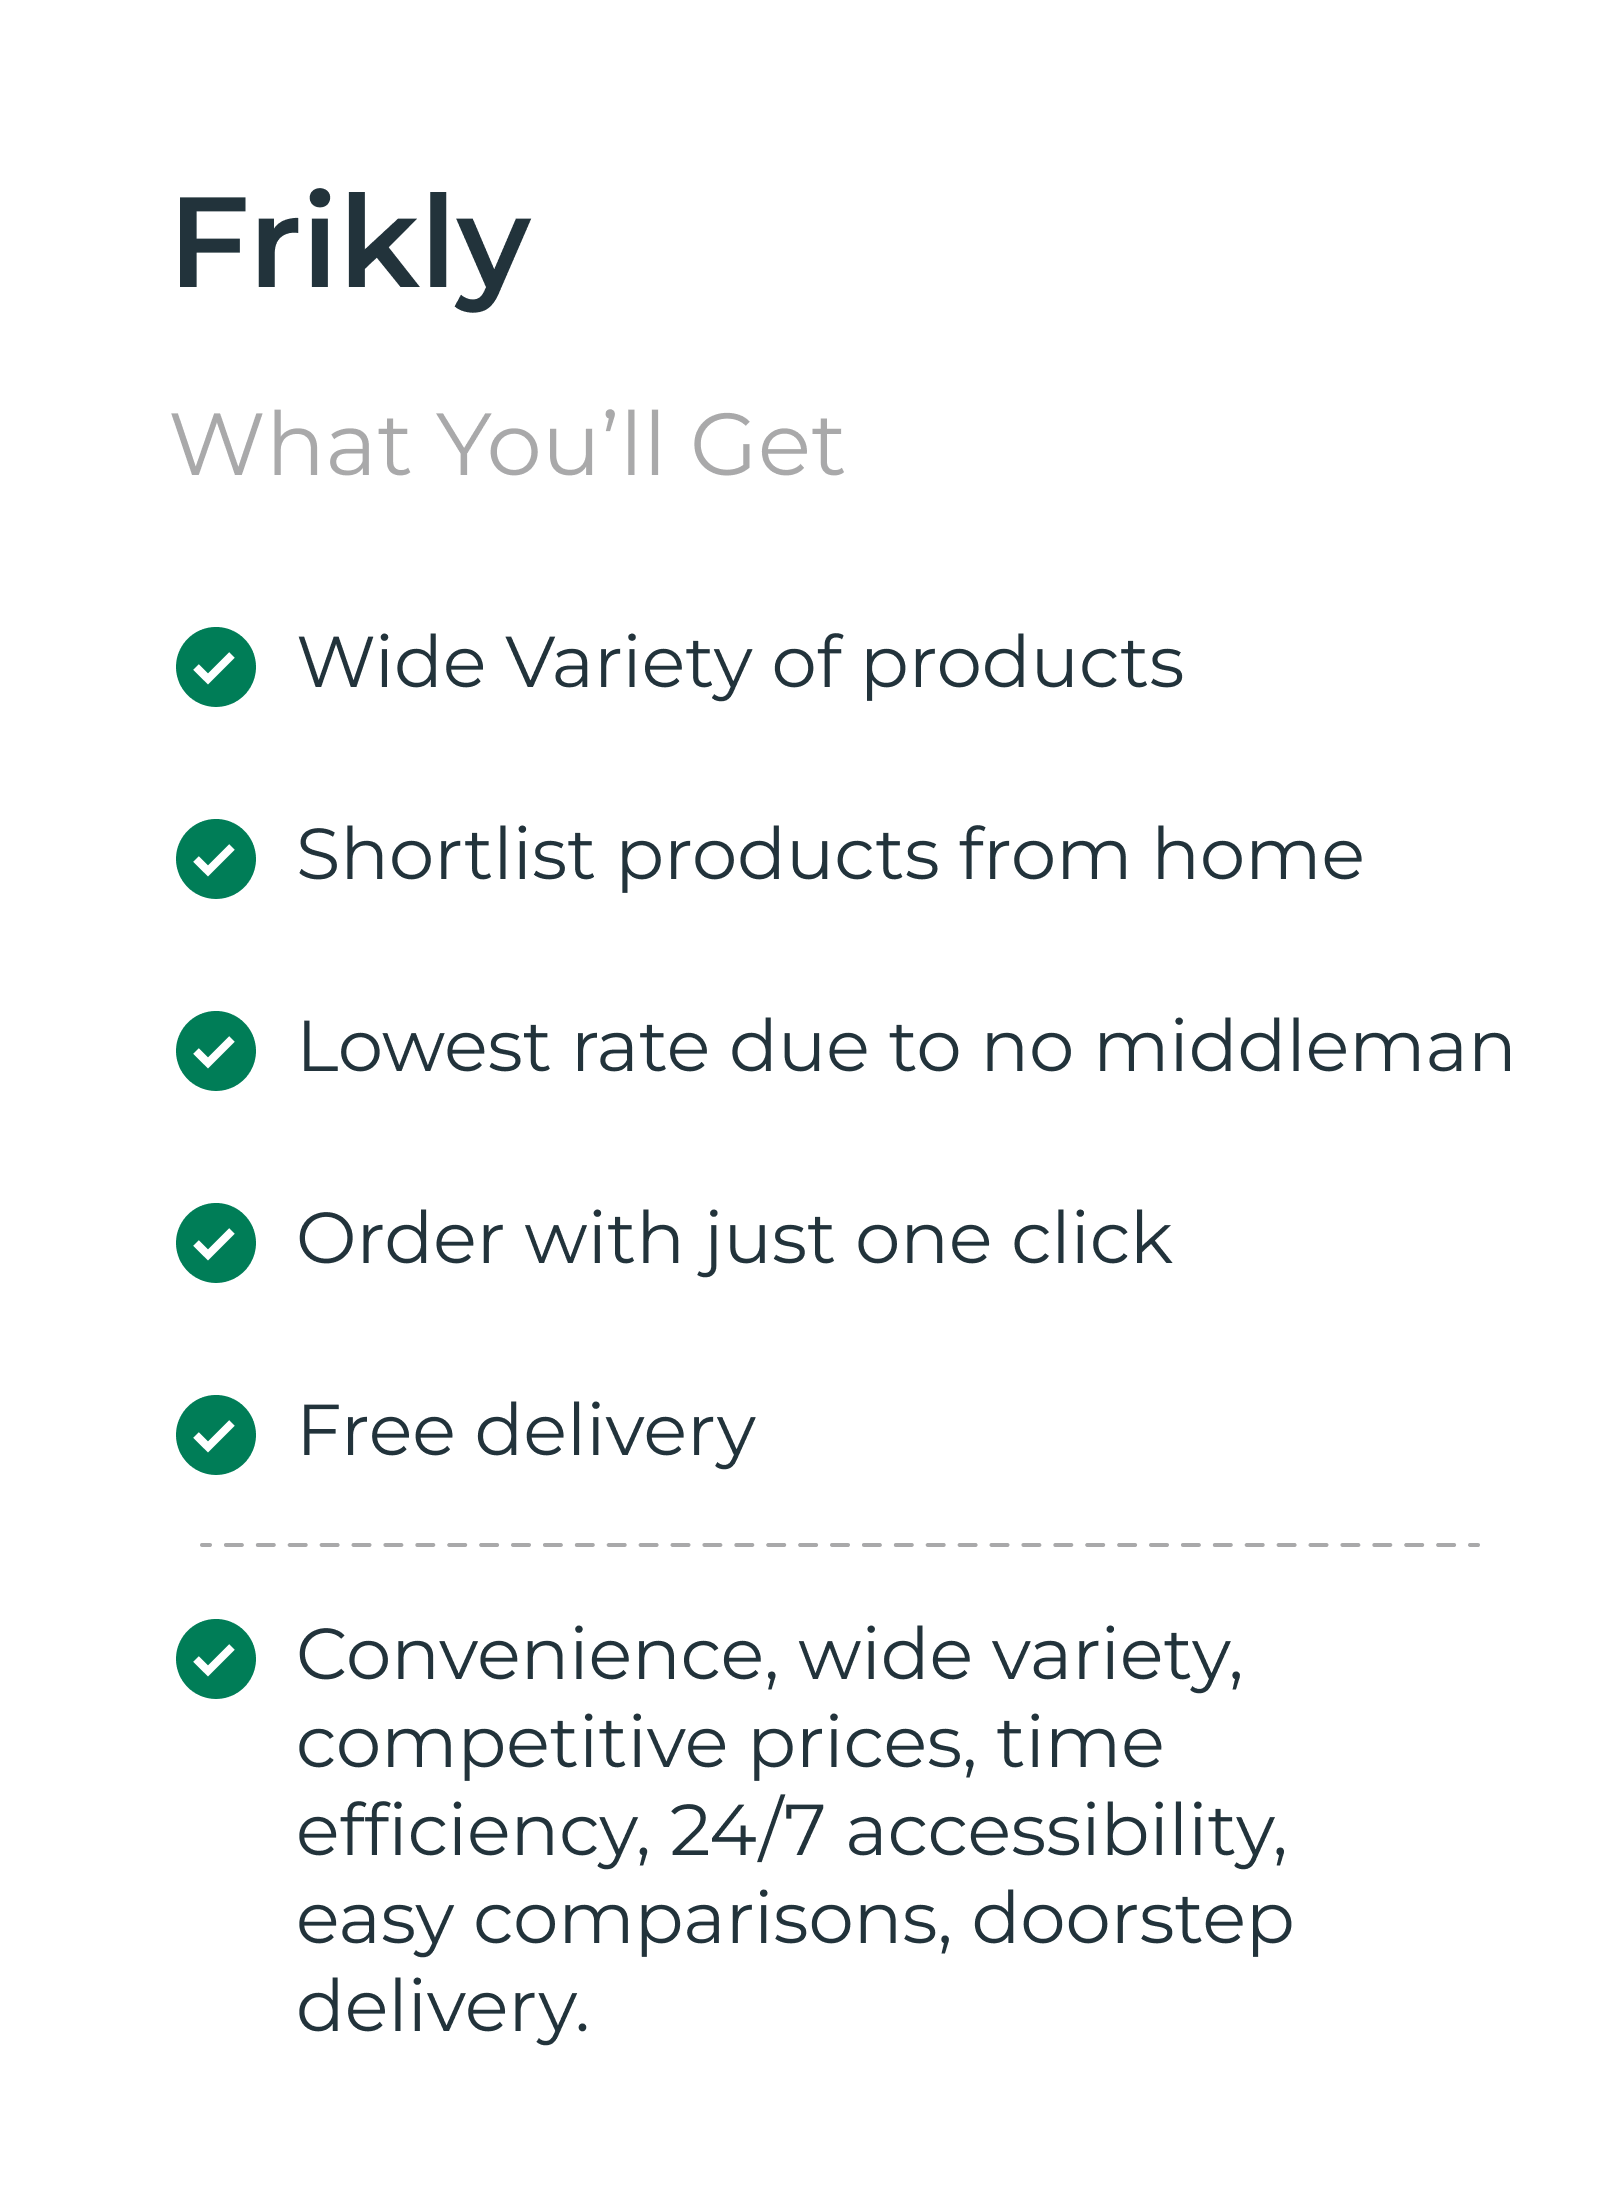 Frikly
What You’ll Get
Wide Variety of products
Shortlist products from home
Lowest rate due to no middleman
Order with just one click
Free delivery
Convenience, wide variety,
competitive prices, time
efficiency, 24/7 accessibility,
easy comparisons, doorstep
delivery.